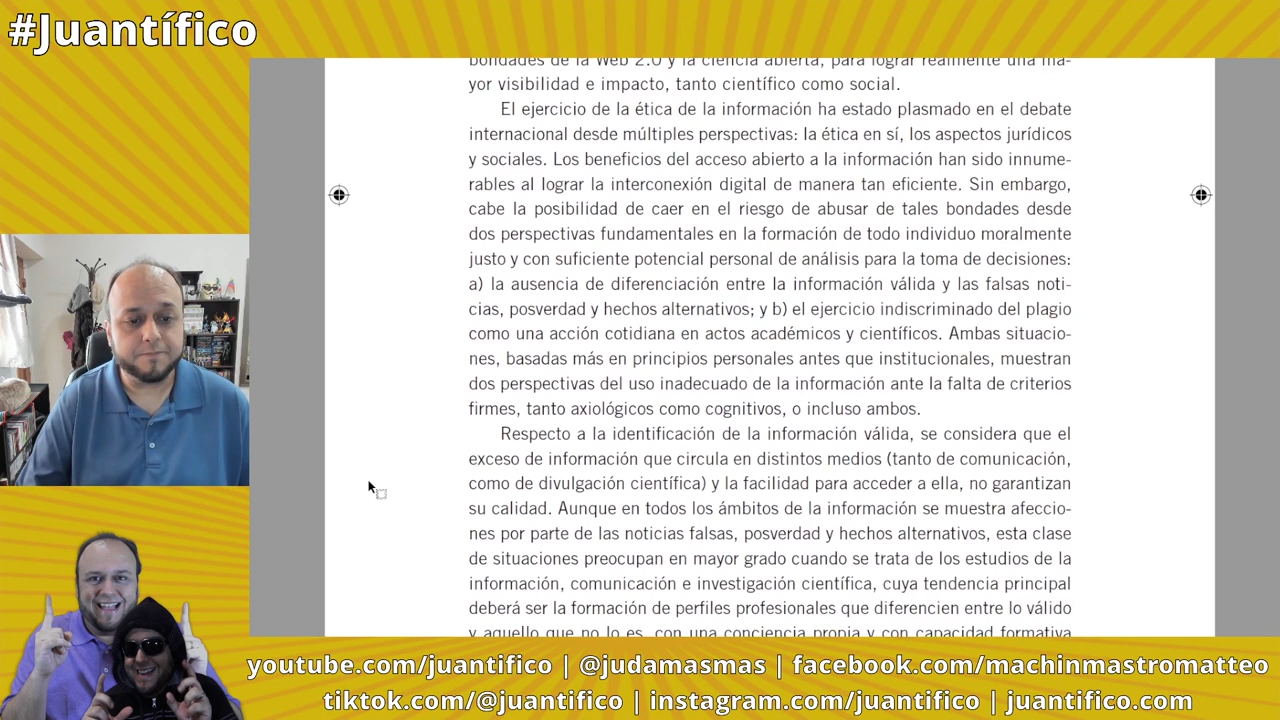 #Juantífico
bondades de la Web 2.0 y la ciencia abierta, para lograr realmente una ma-
yor visibilidad e impacto, tanto científico como social.
El ejercicio de la ética de la información ha estado plasmado en el debate
internacional desde múltiples perspectivas: la ética en sí, los aspectos jurídicos
y sociales. Los beneficios del acceso abierto a la información han sido innume-
rables al lograr la interconexión digital de manera tan eficiente. Sin embargo,
cabe la posibilidad de caer en el riesgo de abusar de tales bondades desde
dos perspectivas fundamentales en la formación de todo individuo moralmente
justo y con suficiente potencial personal de análisis para la toma de decisiones:
a) la ausencia de diferenciación entre la información válida y las falsas noti-
cias, posverdad y hechos alternativos; y b) el ejercicio indiscriminado del plagio
como una acción cotidiana en actos académicos y científicos. Ambas situacio-
nes, basadas más en principios personales antes que institucionales, muestran
dos perspectivas del uso inadecuado de la información ante la falta de criterios
firmes, tanto axiológicos como cognitivos, o incluso ambos.
Respecto a la identificación de la información válida, se considera que el
exceso de información que circula en distintos medios (tanto de comunicación,
como de divulgación científica) y la facilidad para acceder a ella, no garantizan
su calidad. Aunque en todos los ámbitos de la información se muestra afeccio-
nes por parte de las noticias falsas, posverdad y hechos alternativos, esta clase
de situaciones preocupan en mayor grado cuando se trata de los estudios de la
información, comunicación e investigación científica, cuya tendencia principal
deberá ser la formación de perfiles profesionales que diferencien entre lo válido
y aquello que no lo es, con una conciencia propia y con capacidad formativa
youtube.com/juantifico | @judamasmas | facebook.com/machinmastromatteo
tiktok.com/@juantifico | instagram.com/juantifico | juantifico.com